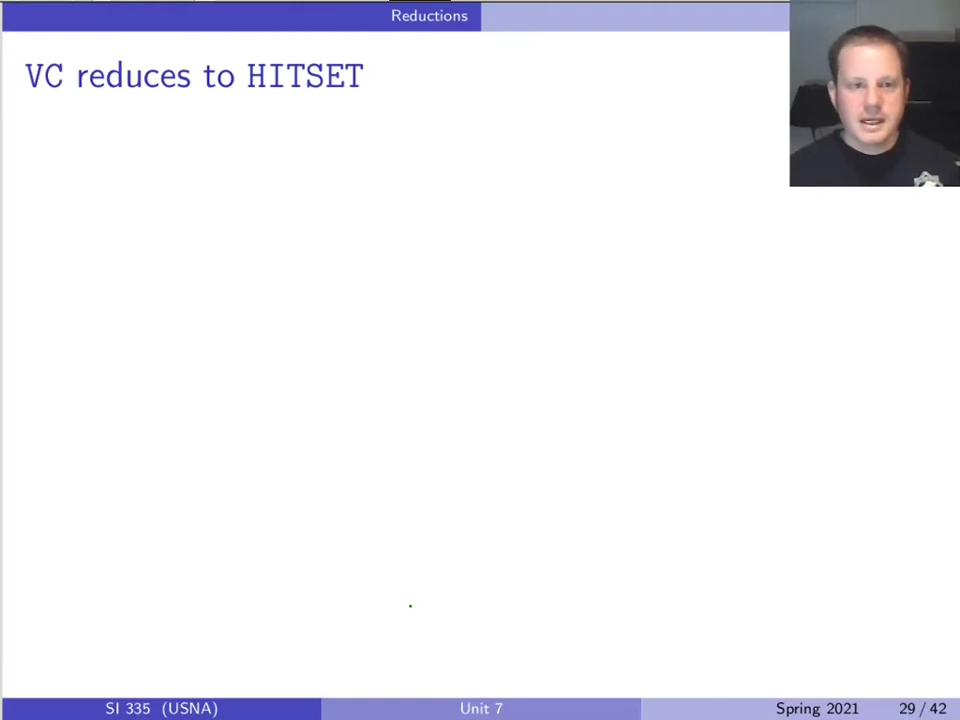 Reductions
VC reduces to HITSET
SI 335 (USNA)
Unit 7
Spring 2021
29 / 42